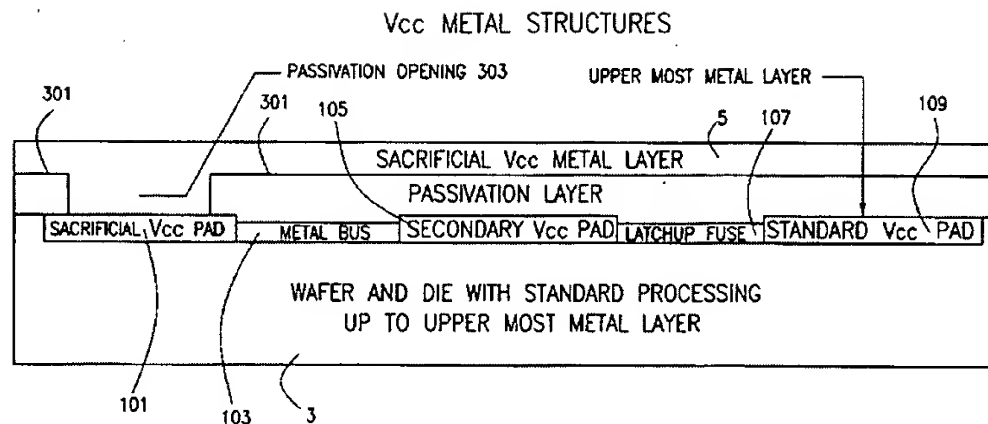 Vcc METAL STRUCTURES
PASSIVATION OPENING 303
UPPER MOST METAL LAYER
301
301
105
5
107
109
SACRIFICIAL Vcc METAL LAYER
PASSIVATION LAYER
SACRIFICIAL Vcc PAD
METAL BUS
SECONDARY Vcc PAD
LATCHUP FUSE
STANDARD Vcc PAD
WAFER AND DIE WITH STANDARD PROCESSING
UP TO UPPER MOST METAL LAYER
101
103
3